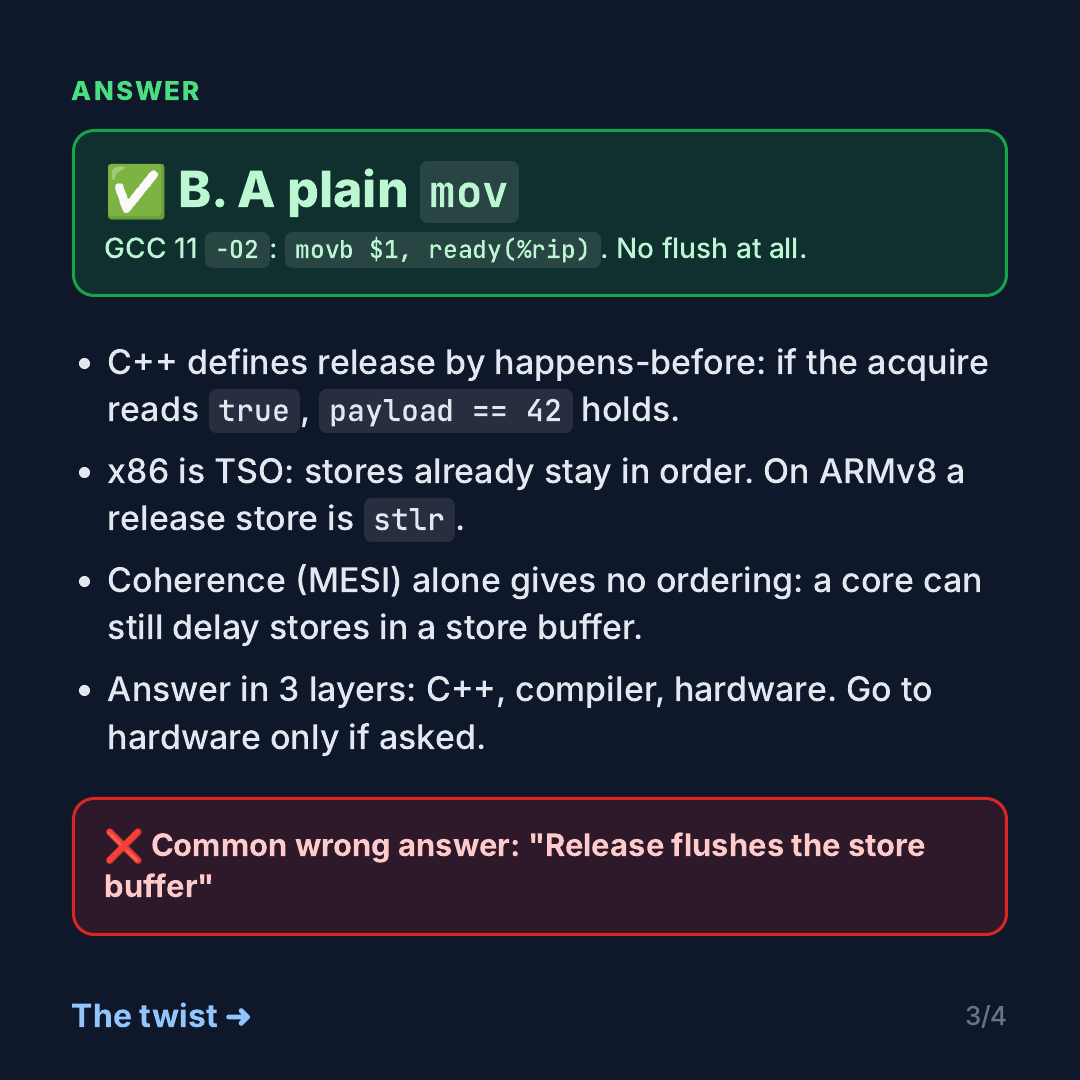 ANSWER
✅ B. A plain mov
GCC 11 -O2: movb $1, ready(%rip). No flush at all.
• C++ defines release by happens-before: if the acquire
reads true, payload == 42 holds.
• x86 is TSO: stores already stay in order. On ARMv8 a
release store is stlr.
• Coherence (MESI) alone gives no ordering: a core can
still delay stores in a store buffer.
• Answer in 3 layers: C++, compiler, hardware. Go to
hardware only if asked.
❌ Common wrong answer: "Release flushes the store
buffer"
The twist ➜
3/4